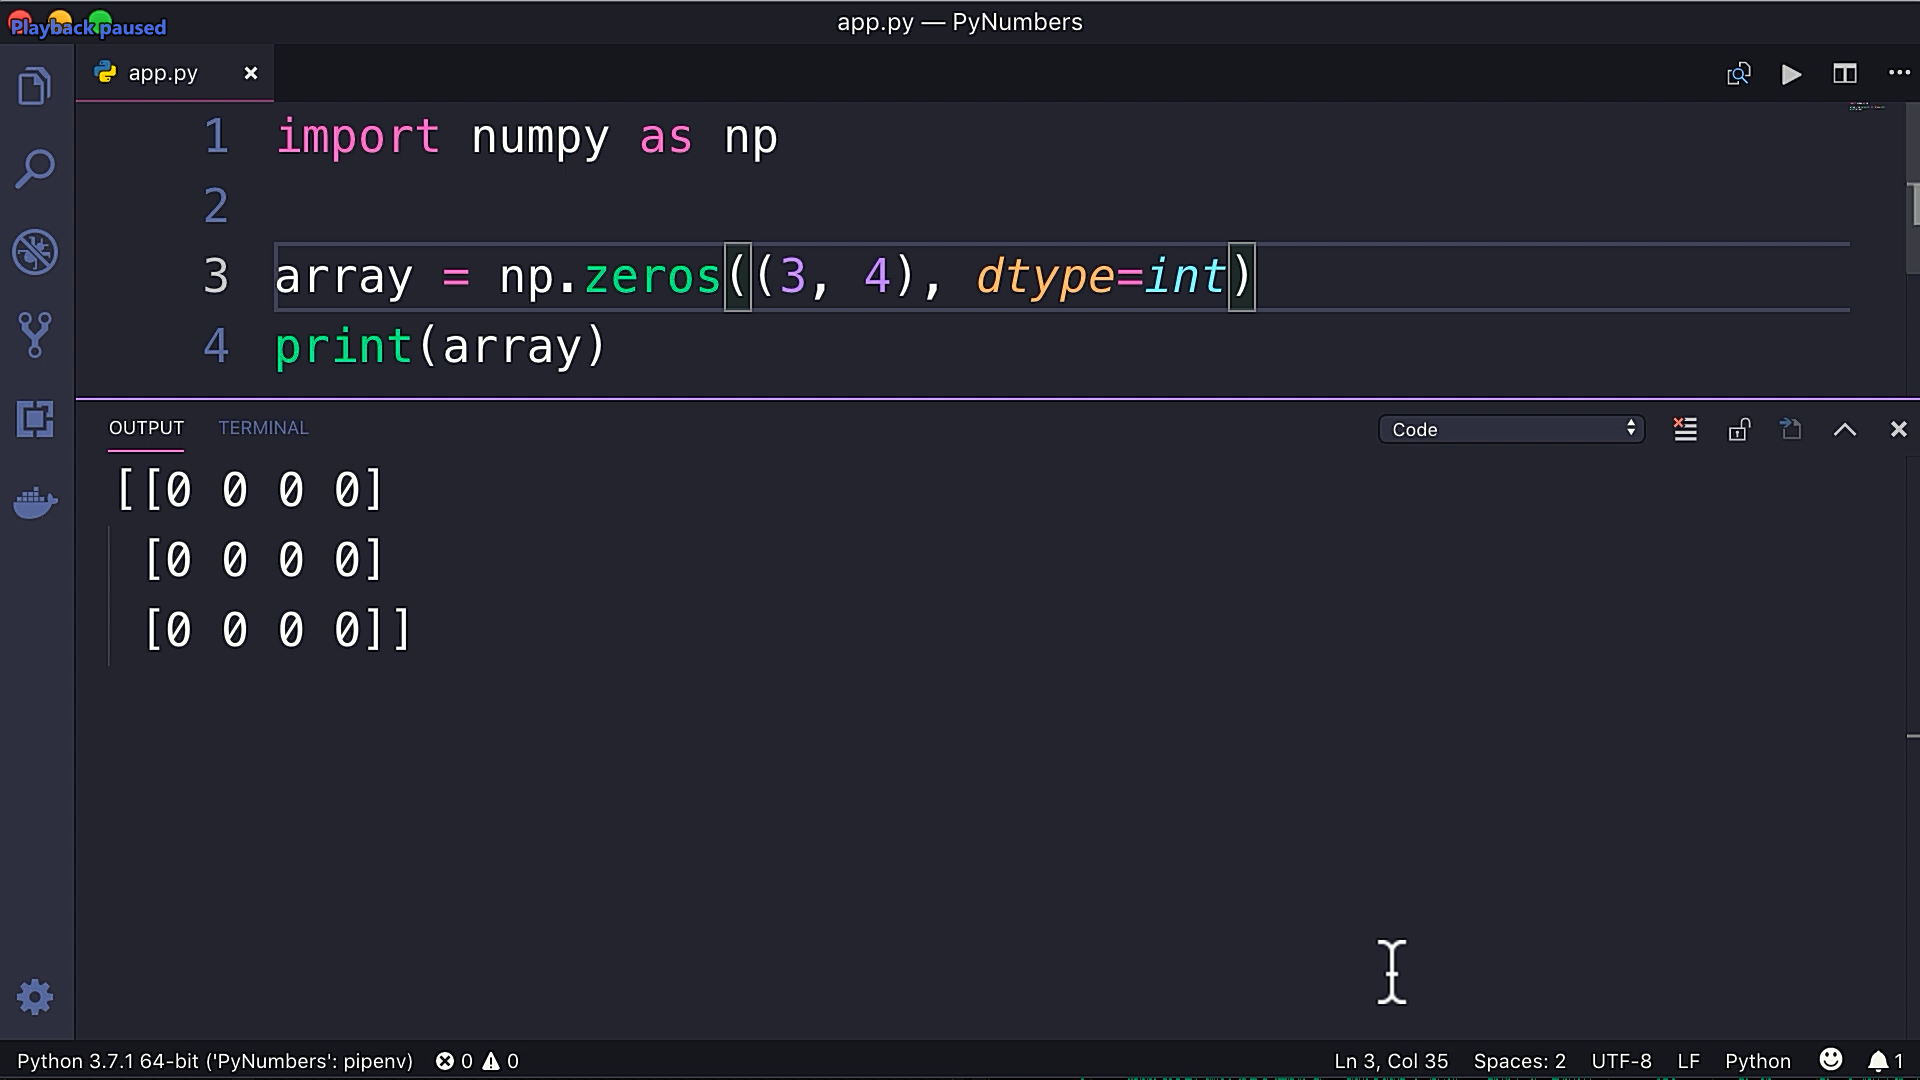 Playback paused
app.py — PyNumbers
app.py
1 import numpy as np
2
3 array = np.zeros((3, 4), dtype=int)
4 print(array)
OUTPUT TERMINAL Code
[[0 0 0 0]
[0 0 0 0]
[0 0 0 0]]
Python 3.7.1 64-bit ('PyNumbers': pipenv) 0 0 Ln 3, Col 35 Spaces: 2 UTF-8 LF Python 1